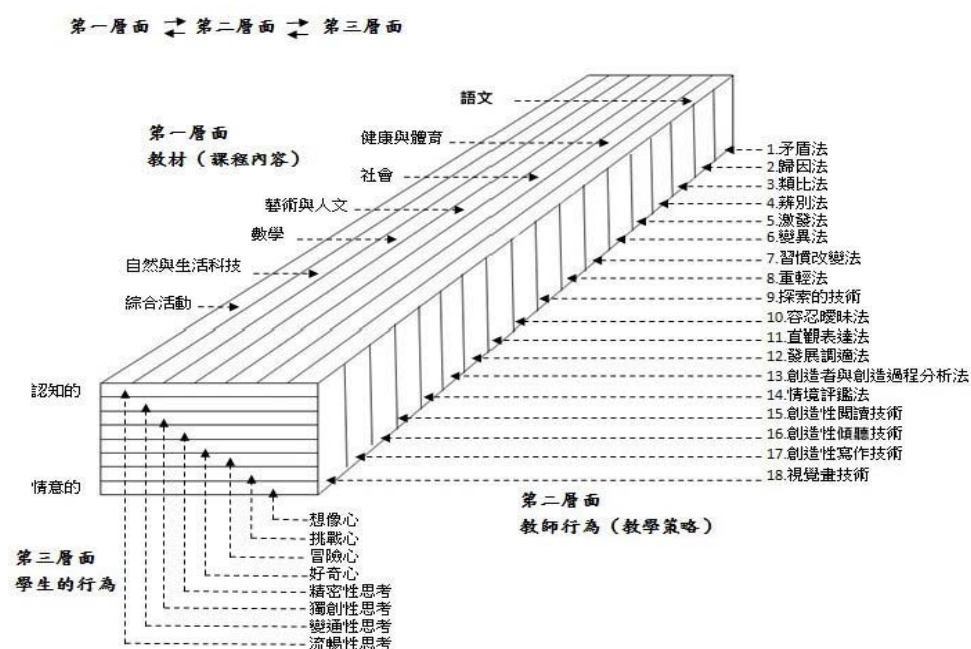 第一層面 第二層面 第三層面
語文
第一層面
教材（課程內容）
健康與體育
社會
藝術與人文
數學
自然與生活科技
綜合活動
1.矛盾法
2.歸因法
3.類比法
4.辨別法
5.激發法
6.變異法
7.習慣改變法
8.重輕法
9.探索的技術
10.容忍曖昧法
11.直觀表達法
12.發展調適法
13.創造者與創造過程分析法
14.情境評鑑法
15.創造性閱讀技術
16.創造性傾聽技術
17.創造性寫作技術
18.視覺畫技術
認知的
情意的
第二層面
教師行為（教學策略）
第三層面
學生的行為
想像心
挑戰心
冒險心
好奇心
精密性思考
獨創性思考
變通性思考
流暢性思考